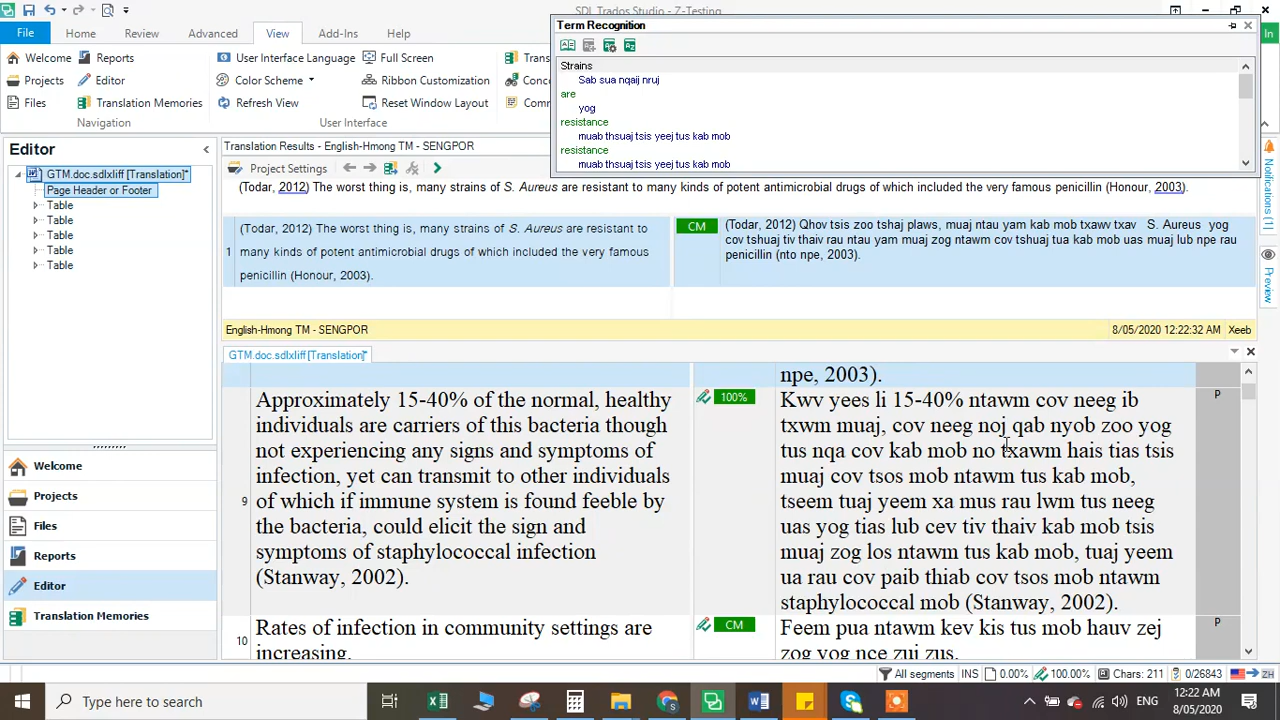 SDL Trados Studio - Z-Testing
File
Home
Review
Advanced
View
Add-Ins
Help
Welcome
Reports
Projects
Editor
Files
Translation Memories
Navigation
User Interface Language
Full Screen
Color Scheme
Ribbon Customization
Refresh View
Reset Window Layout
User Interface
Term Recognition
Strains
Sab sua nqaij nruj
are
yog
resistance
muab thsuaj tsis yeej tus kab mob
resistance
muab thsuaj tsis yeej tus kab mob
In
Editor
GTM.doc.sdlxliff [Translation]*
Page Header or Footer
Table
Table
Table
Table
Table
Welcome
Projects
Files
Reports
Editor
Translation Memories
Translation Results - English-Hmong TM - SENGPOR
Project Settings
(Todar, 2012) The worst thing is, many strains of S. Aureus are resistant to many kinds of potent antimicrobial drugs of which included the very famous penicillin (Honour, 2003).
1
(Todar, 2012) The worst thing is, many strains of S. Aureus are resistant to
many kinds of potent antimicrobial drugs of which included the very famous
penicillin (Honour, 2003).
CM
(Todar, 2012) Qhov tsis zoo tshaj plaws, muaj ntau yam kab mob txawv txav S. Aureus yog
cov tshuaj tiv thaiv rau ntau yam muaj zog ntawm cov tshuaj tua kab mob uas muaj lub npe rau
penicillin (nto npe, 2003).
English-Hmong TM - SENGPOR
8/05/2020 12:22:32 AM
Xeeb
GTM.doc.sdlxliff [Translation]*
npe, 2003).
9
Approximately 15-40% of the normal, healthy
individuals are carriers of this bacteria though
not experiencing any signs and symptoms of
infection, yet can transmit to other individuals
of which if immune system is found feeble by
the bacteria, could elicit the sign and
symptoms of staphylococcal infection
(Stanway, 2002).
100%
Kwv yees li 15-40% ntawm cov neeg ib
txwm muaj, cov neeg noj qab nyob zoo yog
tus nqa cov kab mob no txawm hais tias tsis
muaj cov tsos mob ntawm tus kab mob,
tseem tuaj yeem xa mus rau lwm tus neeg
uas yog tias lub cev tiv thaiv kab mob tsis
muaj zog los ntawm tus kab mob, tuaj yeem
ua rau cov paib thiab cov tsos mob ntawm
staphylococcal mob (Stanway, 2002).
P
10
Rates of infection in community settings are
increasing.
CM
Feem pua ntawm kev kis tus mob hauv zej
zog yog nce zuj zus.
P
Notifications (1)
Preview
All segments
INS
0.00%
100.00%
Chars: 211
0/26843
ZH
Type here to search
ENG
12:22 AM
8/05/2020